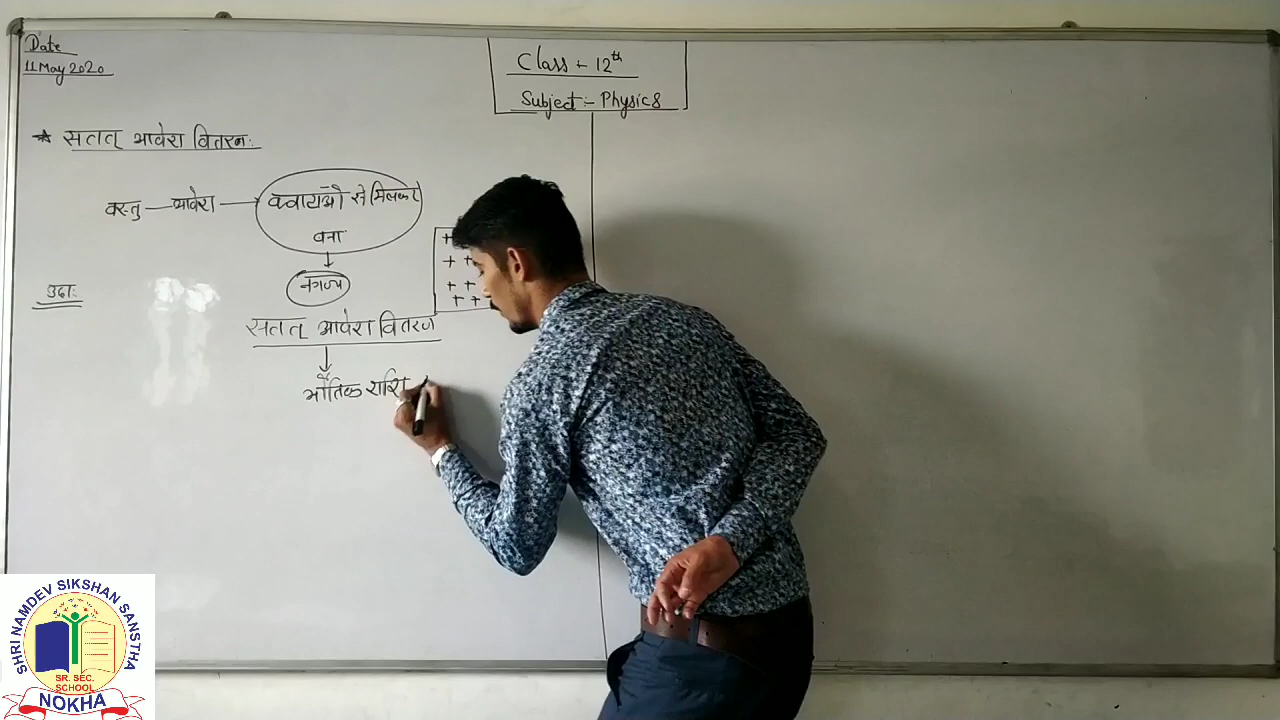 Date
11 May 2020
Class - 12th
Subject :- Physics
★ सतत् आवेश वितरन :
वस्तु — आवेश → क्वाटाओं से मिलकर
बना
↓
नगण्य
उदा :
+
+ +
+ +
+ +
सतत् आवेश वितरण
↓
भौतिक राशि
SHRI NAMDEV SIKSHAN SANSTHA
SR. SEC.
SCHOOL
NOKHA